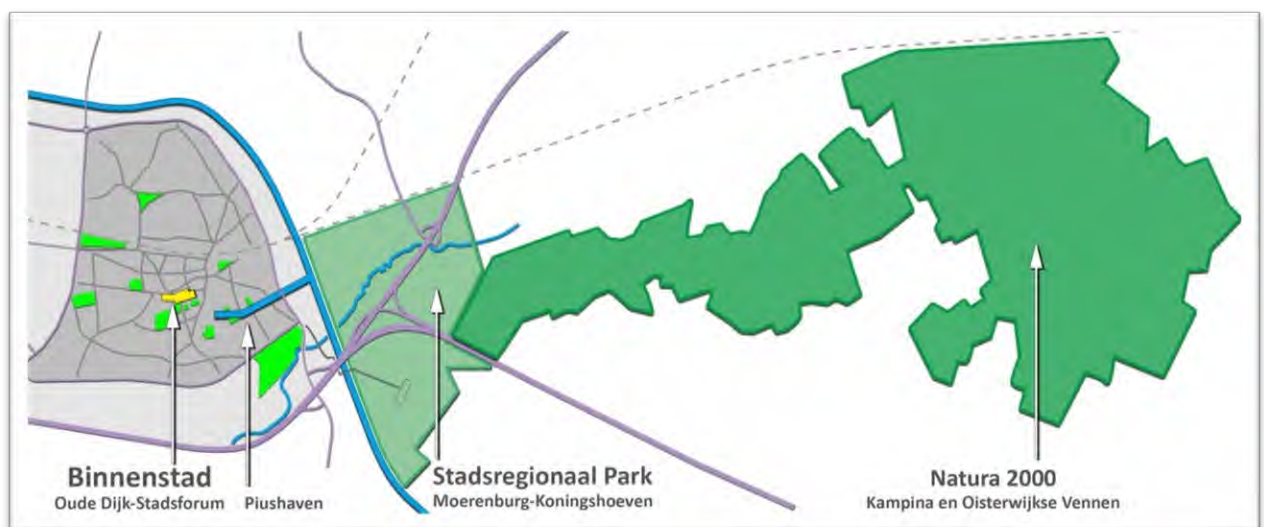 Binnenstad
Oude Dijk-Stadsforum
Piushaven
Stadsregionaal Park
Moerenburg-Koningshoeven
Natura 2000
Kampina en Oisterwijkse Vennen